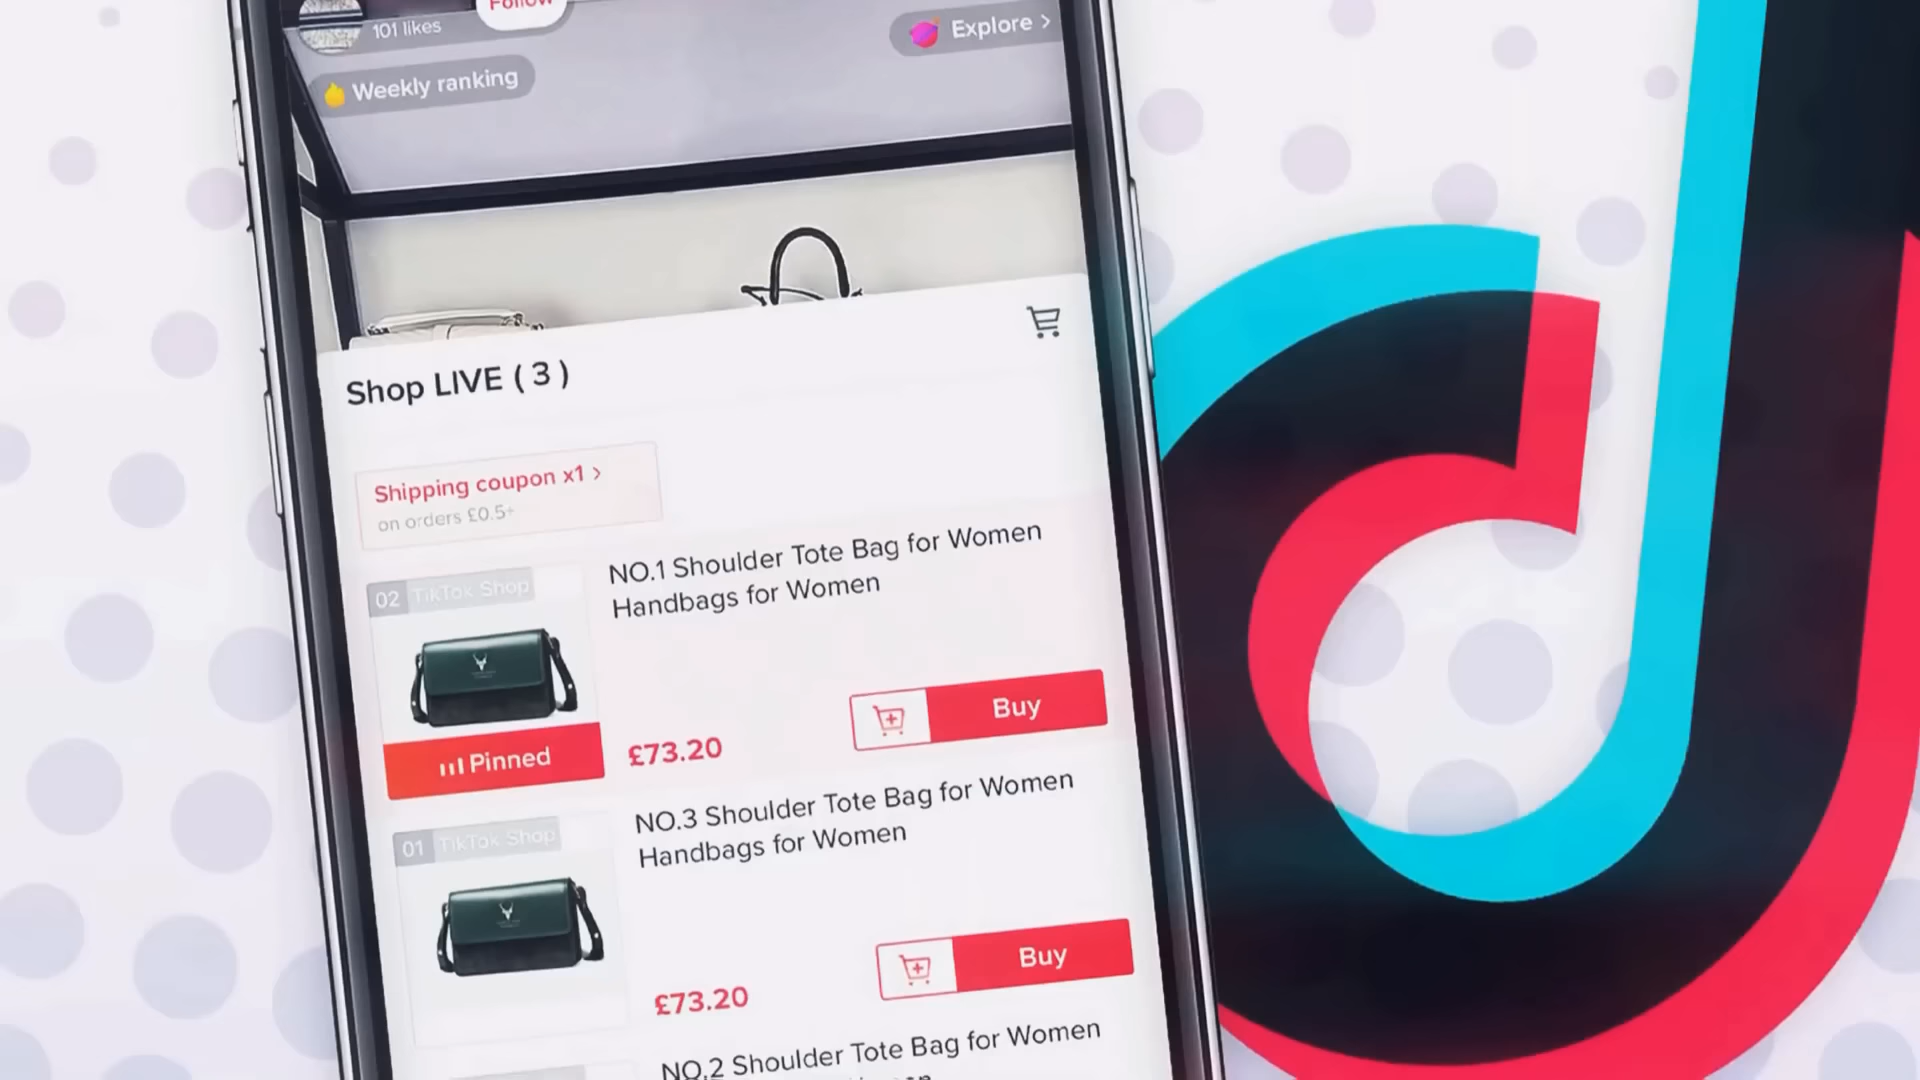 Follow
101 likes
Explore >
Weekly ranking
Shop LIVE ( 3 )
Shipping coupon x1 >
on orders £0.5+
02 TikTok Shop
NO.1 Shoulder Tote Bag for Women
Handbags for Women
Pinned
£73.20
Buy
01 TikTok Shop
NO.3 Shoulder Tote Bag for Women
Handbags for Women
£73.20
Buy
NO.2 Shoulder Tote Bag for Women